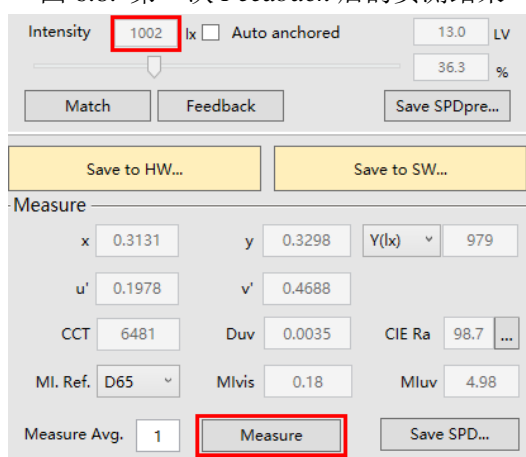 Intensity 1002 lx Auto anchored 13.0 LV
36.3 %
Match Feedback Save SPDpre...
Save to HW... Save to SW...
Measure
x 0.3131 y 0.3298 Y(lx) 979
u' 0.1978 v' 0.4688
CCT 6481 Duv 0.0035 CIE Ra 98.7 ...
MI. Ref. D65 MIvis 0.18 MIuv 4.98
Measure Avg. 1 Measure Save SPD...